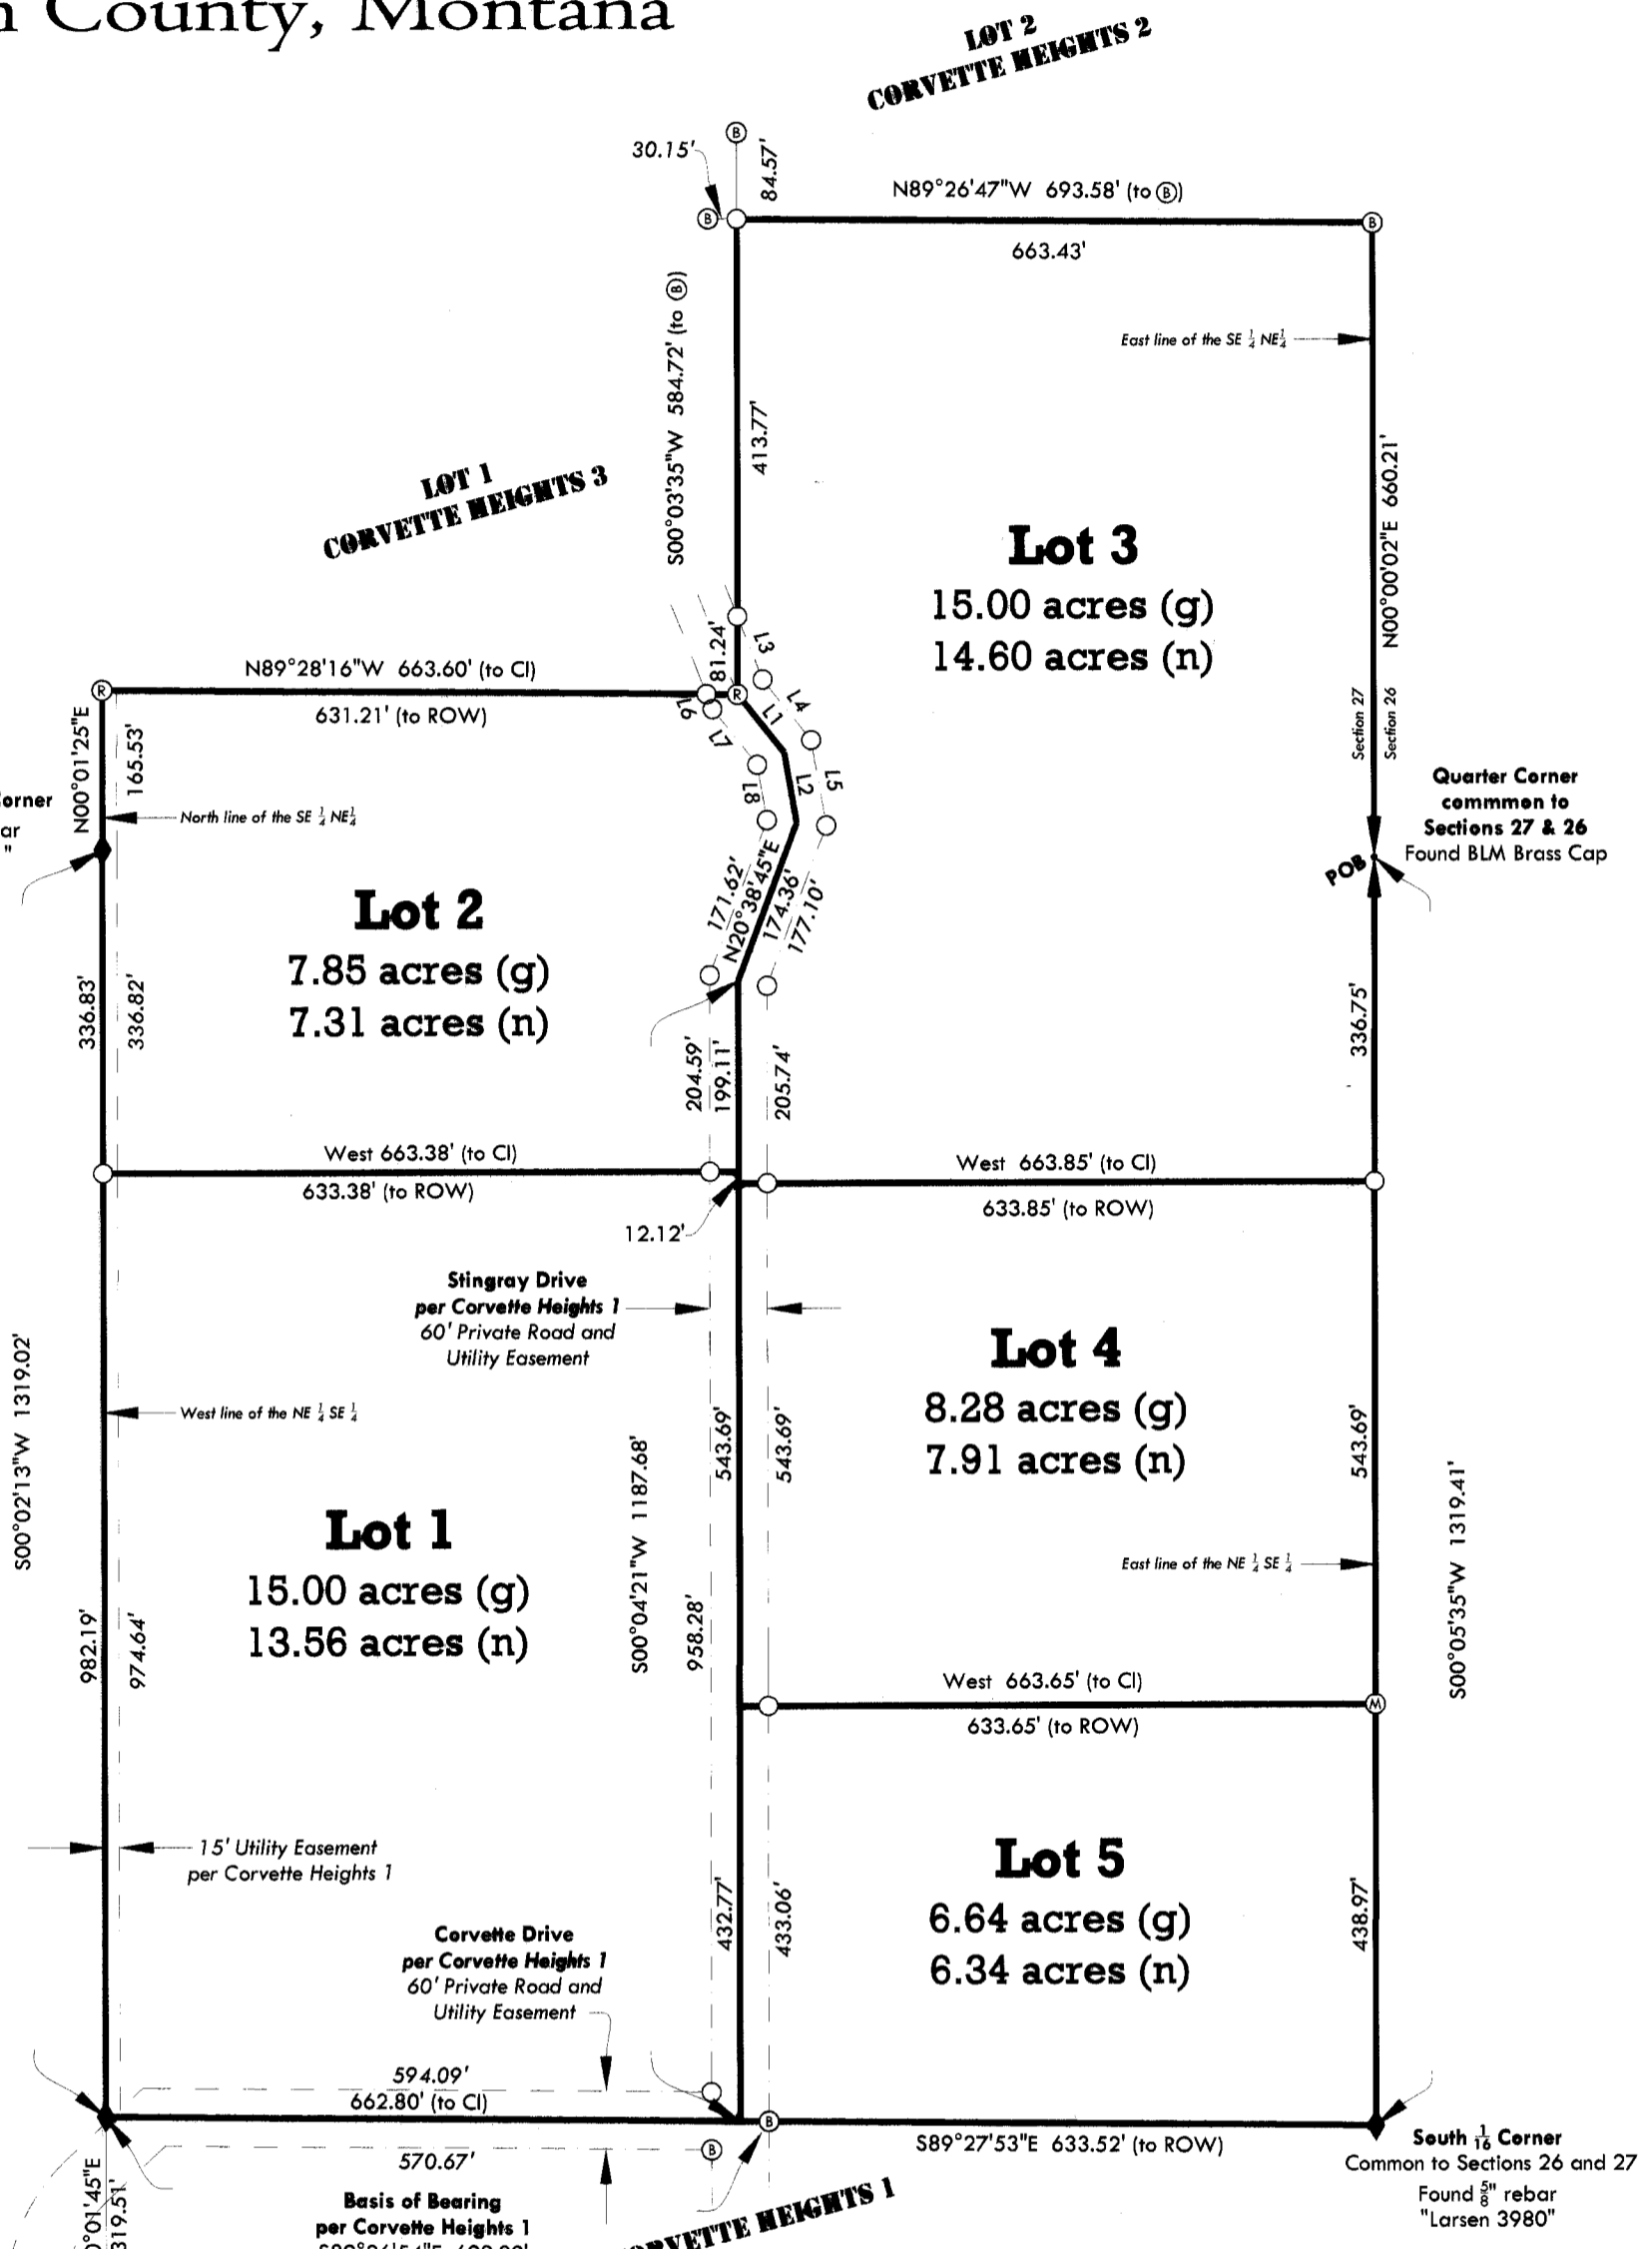 County, Montana
LOT 2
CORVETTE HEIGHTS 2
B
30.15'
84.57'
N89°26'47"W 693.58' (to B)
B
B
663.43'
S00°03'35"W 584.72' (to B)
East line of the SE 1/4 NE1/4
413.77'
N00°00'02"E 660.21'
LOT 1
CORVETTE HEIGHTS 3
Lot 3
15.00 acres (g)
14.60 acres (n)
81.24'
L3
N89°28'16"W 663.60' (to Cl)
R
R
631.21' (to ROW)
L6
L1
L4
L7
L2
L5
L8
Section 27
Section 26
N00°01'25"E
165.53'
orner
ar
"
North line of the SE 1/4 NE1/4
Quarter Corner
commmon to
Sections 27 & 26
Found BLM Brass Cap
POB
171.62'
N20°38'45"E
174.36'
177.10'
Lot 2
7.85 acres (g)
7.31 acres (n)
336.83'
336.82'
204.59'
199.11'
205.74'
336.75'
West 663.38' (to Cl)
633.38' (to ROW)
West 663.85' (to Cl)
633.85' (to ROW)
12.12'
Stingray Drive
per Corvette Heights 1
60' Private Road and
Utility Easement
Lot 4
8.28 acres (g)
7.91 acres (n)
S00°02'13"W 1319.02'
West line of the NE 1/4 SE 1/4
543.69'
543.69'
543.69'
S00°04'21"W 1187.68'
Lot 1
15.00 acres (g)
13.56 acres (n)
982.19'
974.64'
958.28'
East line of the NE 1/4 SE 1/4
S00°05'35"W 1319.41'
West 663.65' (to Cl)
M
633.65' (to ROW)
15' Utility Easement
per Corvette Heights 1
Lot 5
6.64 acres (g)
6.34 acres (n)
432.77'
433.06'
438.97'
Corvette Drive
per Corvette Heights 1
60' Private Road and
Utility Easement
594.09'
662.80' (to Cl)
B
S89°27'53"E 633.52' (to ROW)
B
570.67'
South 1/16 Corner
Common to Sections 26 and 27
Found 5/8" rebar
"Larsen 3980"
0°01'45"E
319.51'
Basis of Bearing
per Corvette Heights 1
RVETTE HEIGHTS 1